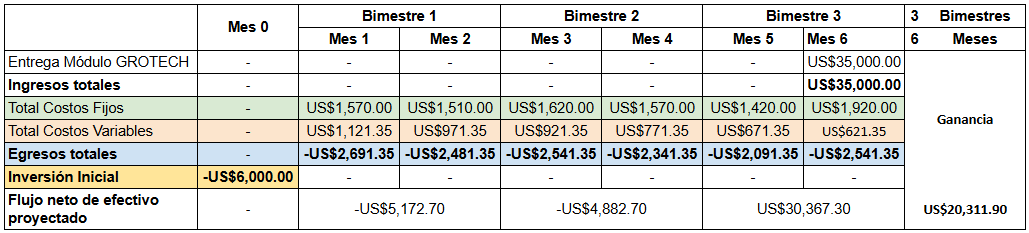 Mes 0 Bimestre 1 Bimestre 2 Bimestre 3 3 Bimestres
Mes 1 Mes 2 Mes 3 Mes 4 Mes 5 Mes 6 6 Meses
Entrega Módulo GROTECH - - - - - - US$35,000.00
Ingresos totales - - - - - - US$35,000.00
Total Costos Fijos - US$1,570.00 US$1,510.00 US$1,620.00 US$1,570.00 US$1,420.00 US$1,920.00
Ganancia
Total Costos Variables - US$1,121.35 US$971.35 US$921.35 US$771.35 US$671.35 US$621.35
Egresos totales - -US$2,691.35 -US$2,481.35 -US$2,541.35 -US$2,341.35 -US$2,091.35 -US$2,541.35
Inversión Inicial -US$6,000.00 - - - - - -
Flujo neto de efectivo
proyectado - -US$5,172.70 -US$4,882.70 US$30,367.30 US$20,311.90